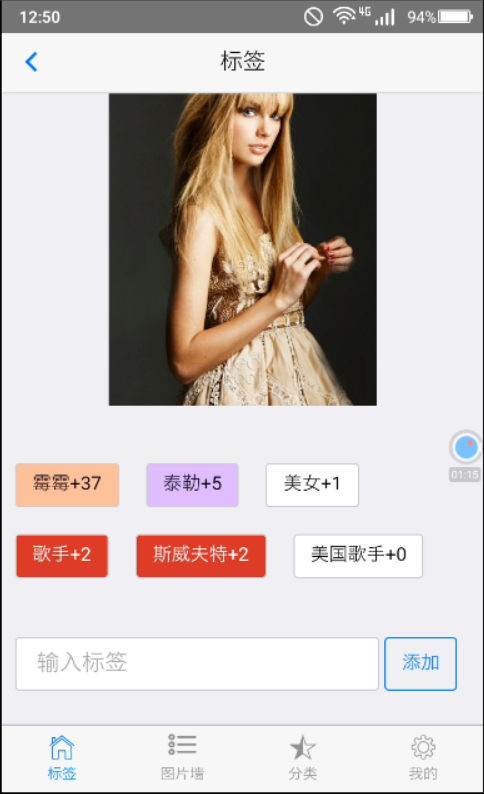 12:50 4G 94%
标签
01:15
霉霉+37 泰勒+5 美女+1
歌手+2 斯威夫特+2 美国歌手+0
输入标签 添加
标签 图片墙 分类 我的